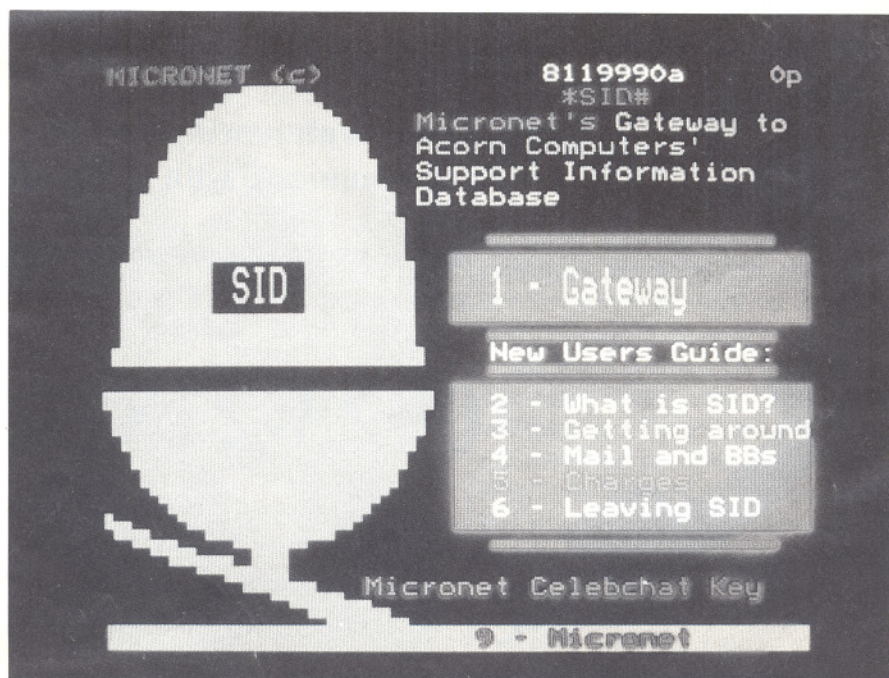 MICRONET (c) 8119990a 0p
*SID#
Micronet's Gateway to
Acorn Computers'
Support Information
Database
SID
1 - Gateway
New Users Guide:
2 - What is SID?
3 - Getting around
4 - Mail and BBs
5 - Charges
6 - Leaving SID
Micronet Celebchat Key
9 - Micronet